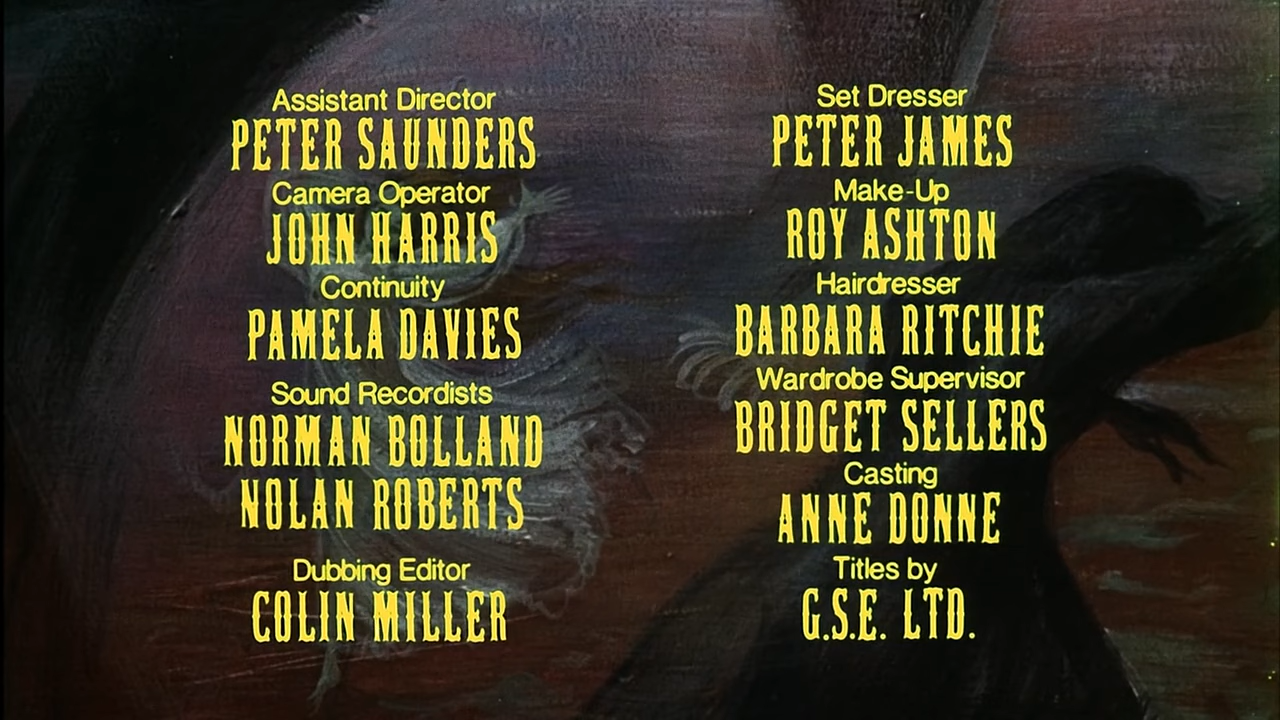 Assistant Director
PETER SAUNDERS
Camera Operator
JOHN HARRIS
Continuity
PAMELA DAVIES
Sound Recordists
NORMAN BOLLAND
NOLAN ROBERTS
Dubbing Editor
COLIN MILLER
Set Dresser
PETER JAMES
Make-Up
ROY ASHTON
Hairdresser
BARBARA RITCHIE
Wardrobe Supervisor
BRIDGET SELLERS
Casting
ANNE DONNE
Titles by
G.S.E. LTD.